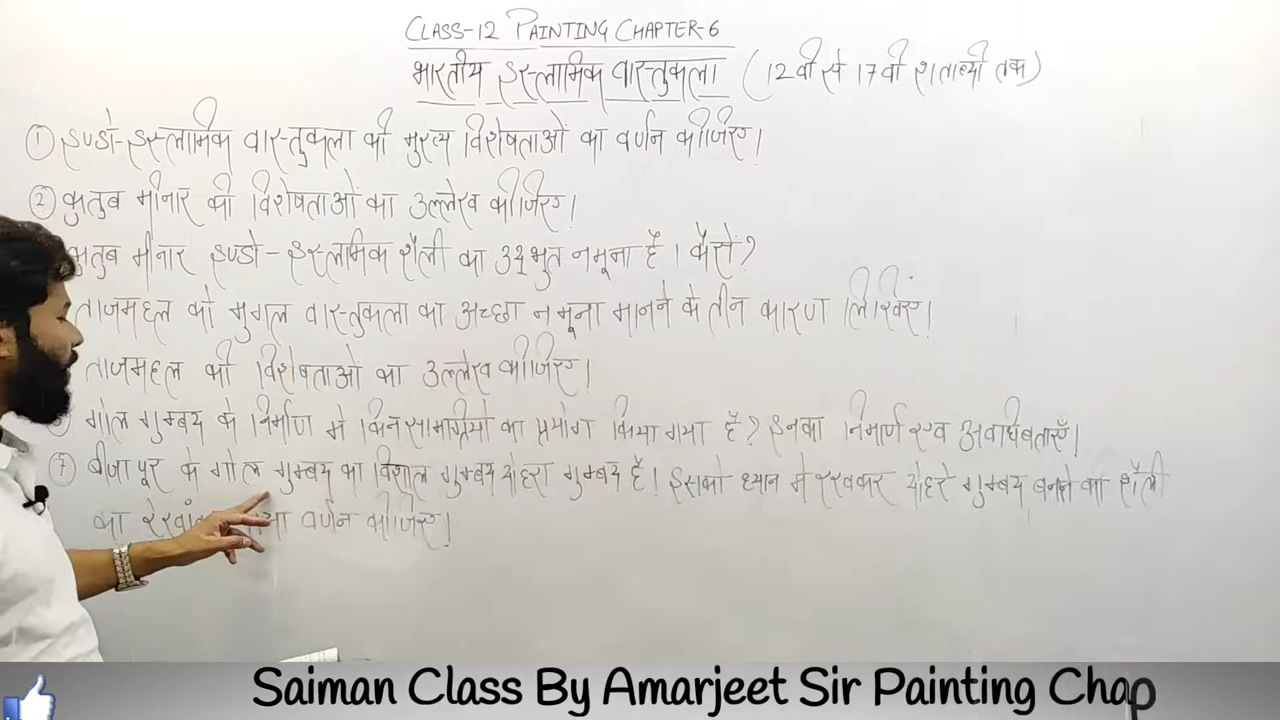 CLASS-12 PAINTING CHAPTER-6
भारतीय इस्लामिक वास्तुकला (12वी से 17वी शताब्दी तक)
① इण्डो-इस्लामिक वास्तुकला की मुख्य विशेषताओं का वर्णन कीजिए।
② कुतुब मीनार की विशेषताओं का उल्लेख कीजिए।
कुतुब मीनार इण्डो-इस्लामिक शैली का अद्भुत नमूना है। कैसे?
ताजमहल को मुगल वास्तुकला का अच्छा नमूना मानने के तीन कारण लिखिए।
ताजमहल की विशेषताओं का उल्लेख कीजिए।
गोल गुम्बद के निर्माण मे किन सामाग्रियो का प्रयोग किया गया है? इनका निमार्ण एव अवधि बताएँ।
⑦ बीजापूर के गोल गुम्बद का विशाल गुम्बद दोहरा गुम्बद है। इसको ध्यान मे रखकर दोहरे गुम्बद बनाने की शैली
का वर्णन कीजिए।
Saiman Class By Amarjeet Sir Painting Chap